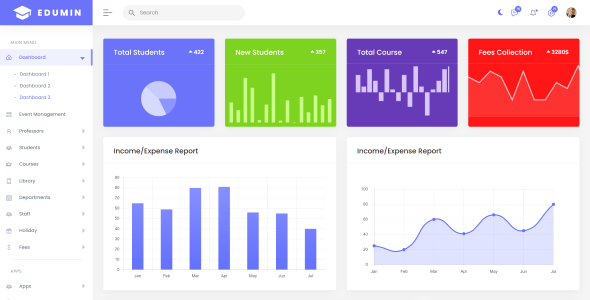 EDUMIN
Search
MAIN MENU
Dashboard
Dashboard 1
Dashboard 2
Dashboard 3
Event Management
Professors
Students
Courses
Library
Departments
Staff
Holiday
Fees
APPS
Apps
Total Students
422
New Students
357
Total Course
547
Fees Collection
3280$
Income/Expense Report
90
80
70
60
50
40
30
20
10
0
Jan Feb Mar Apr May Jun Jul
Income/Expense Report
100
80
60
40
20
0
Jan Feb Mar Apr May Jun Jul